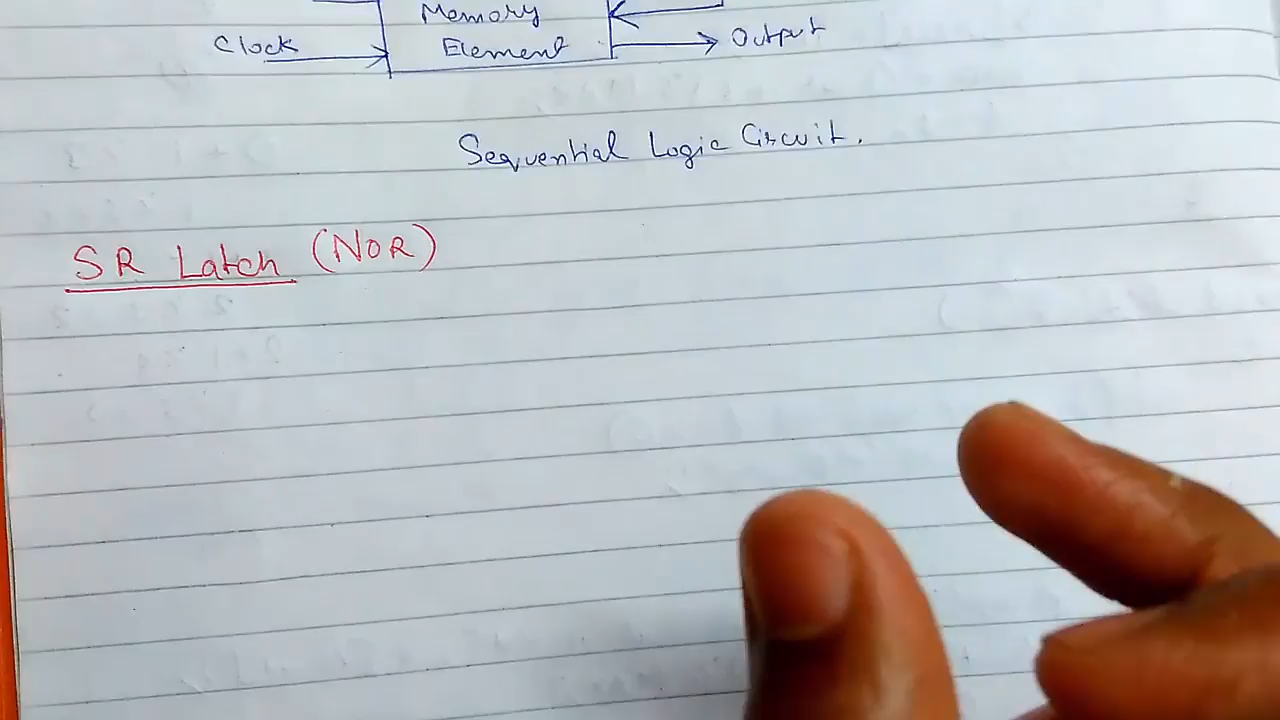 Memory
Clock Element Output
Sequential Logic Circuit.
SR Latch (NOR)